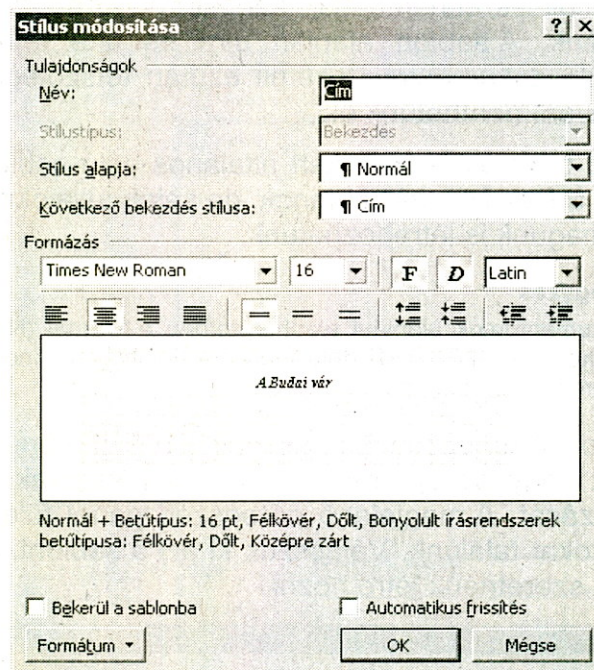 Stílus módosítása ? ×
Tulajdonságok
Név: Cím
Stílustípus: Bekezdés
Stílus alapja: ¶ Normál
Következő bekezdés stílusa: ¶ Cím
Formázás
Times New Roman 16 F D Latin
A Budai vár
Normál + Betűtípus: 16 pt, Félkövér, Dőlt, Bonyolult írásrendszerek
betűtípusa: Félkövér, Dőlt, Középre zárt
Bekerül a sablonba Automatikus frissítés
Formátum OK Mégse